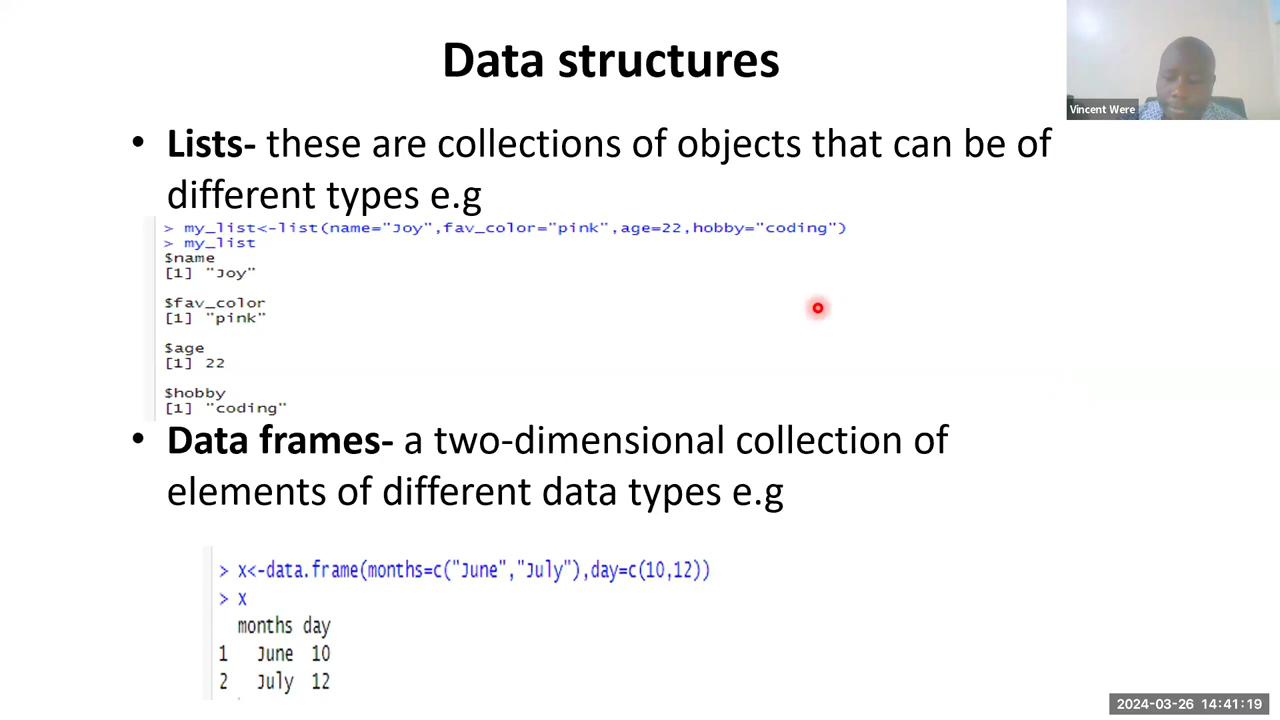 Data structures
Vincent Were
• Lists- these are collections of objects that can be of
different types e.g
> my_list<-list(name="Joy",fav_color="pink",age=22,hobby="coding")
> my_list
$name
[1] "Joy"
$fav_color
[1] "pink"
$age
[1] 22
$hobby
[1] "coding"
• Data frames- a two-dimensional collection of
elements of different data types e.g
> x<-data.frame(months=c("June","July"),day=c(10,12))
> x
months day
1 June 10
2 July 12
2024-03-26 14:41:19